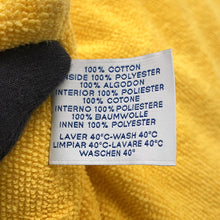 100% COTTON
INSIDE 100% POLYESTER
100% ALGODON
INTERIOR 100% POLIESTER
100% COTONE
INTERNO 100% POLIESTERE
100% BAUMWOLLE
INNEN 100% POLYESTER
LAVER 40°C-WASH 40°C
LIMPIAR 40°C-LAVARE 40°C
WASCHEN 40°